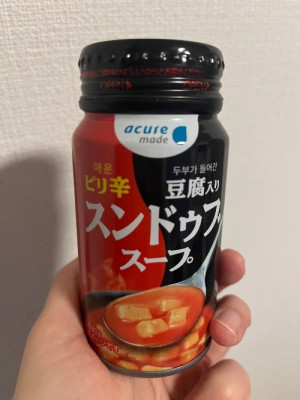 acure
made
매운
두부가 들어간
ピリ辛
豆腐入り
スンドゥブ
スープ